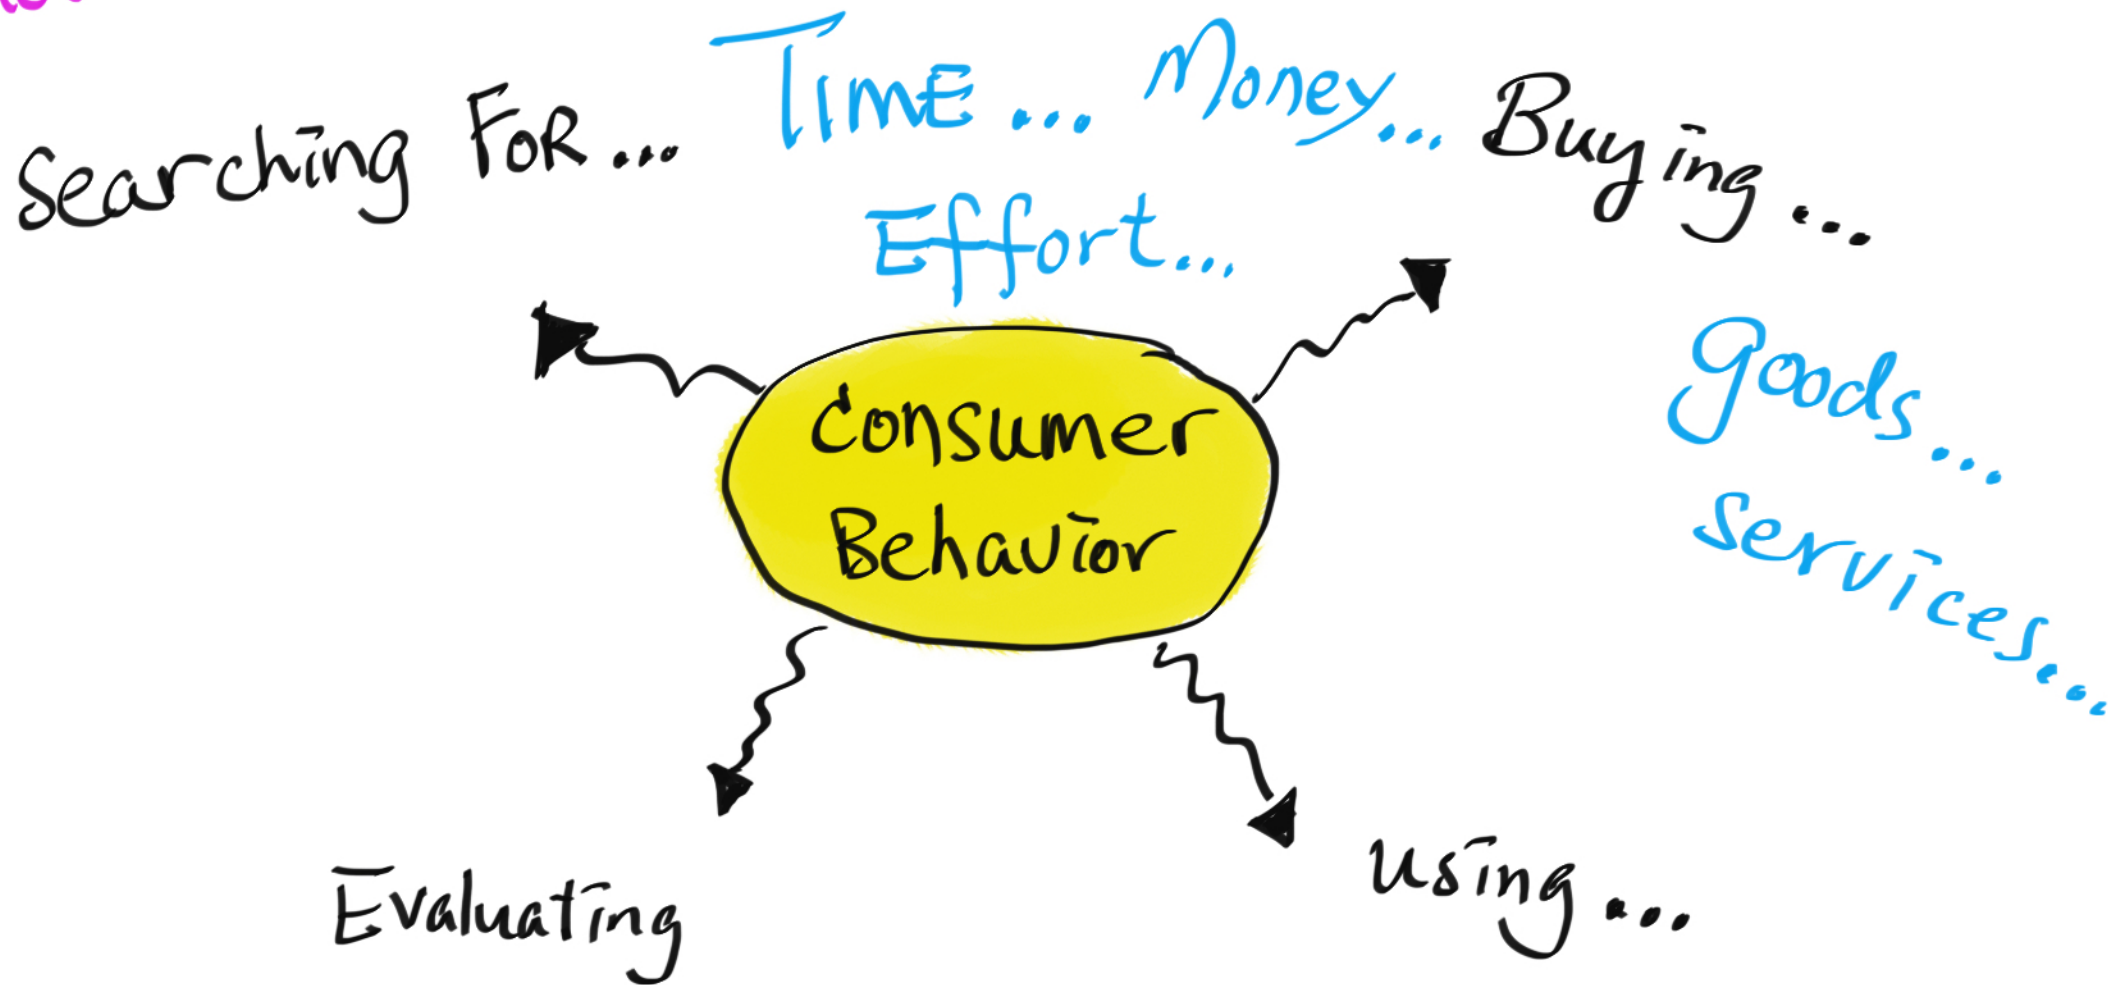 Searching FOR...
TIME... Money...
Effort...
Buying...
Goods...
Services...
Consumer
Behavior
Evaluating
Using...